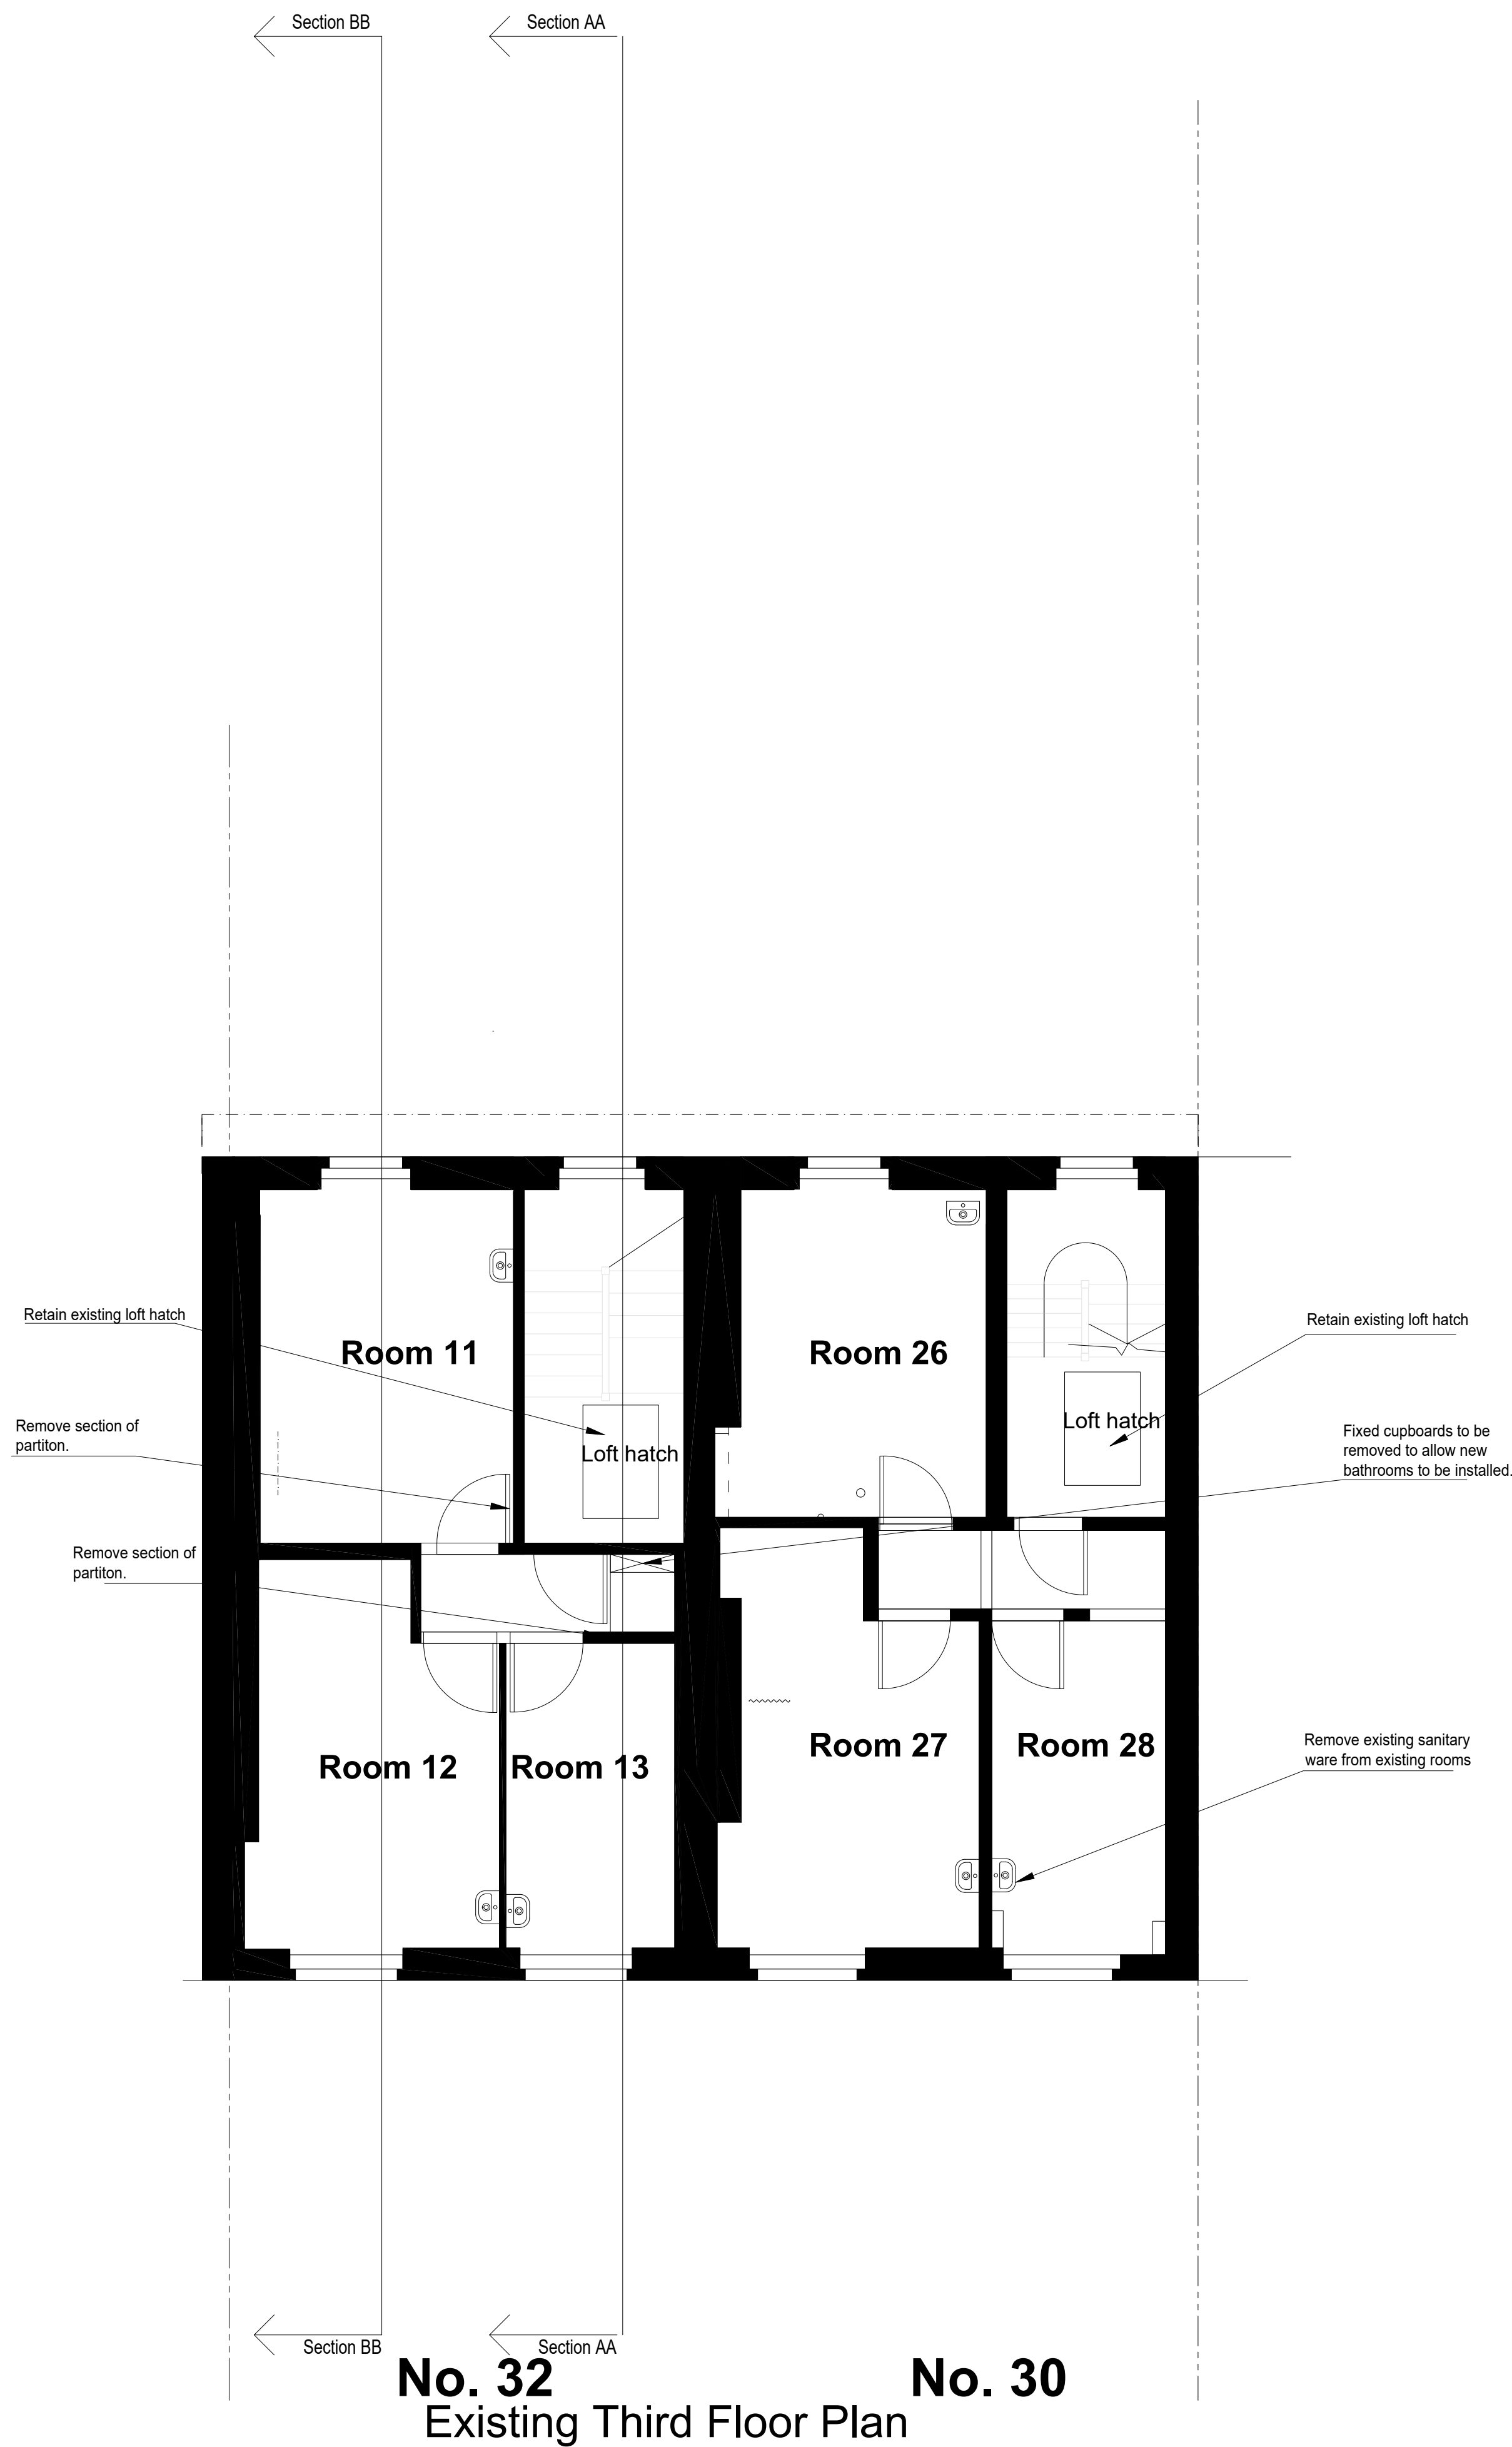 Section BB
Section AA
Retain existing loft hatch
Room 11
Room 26
Retain existing loft hatch
Remove section of
partiton.
Loft hatch
Loft hatch
Fixed cupboards to be
removed to allow new
bathrooms to be installed.
Remove section of
partiton.
Room 12
Room 13
Room 27
Room 28
Remove existing sanitary
ware from existing rooms
Section BB
Section AA
No. 32
No. 30
Existing Third Floor Plan